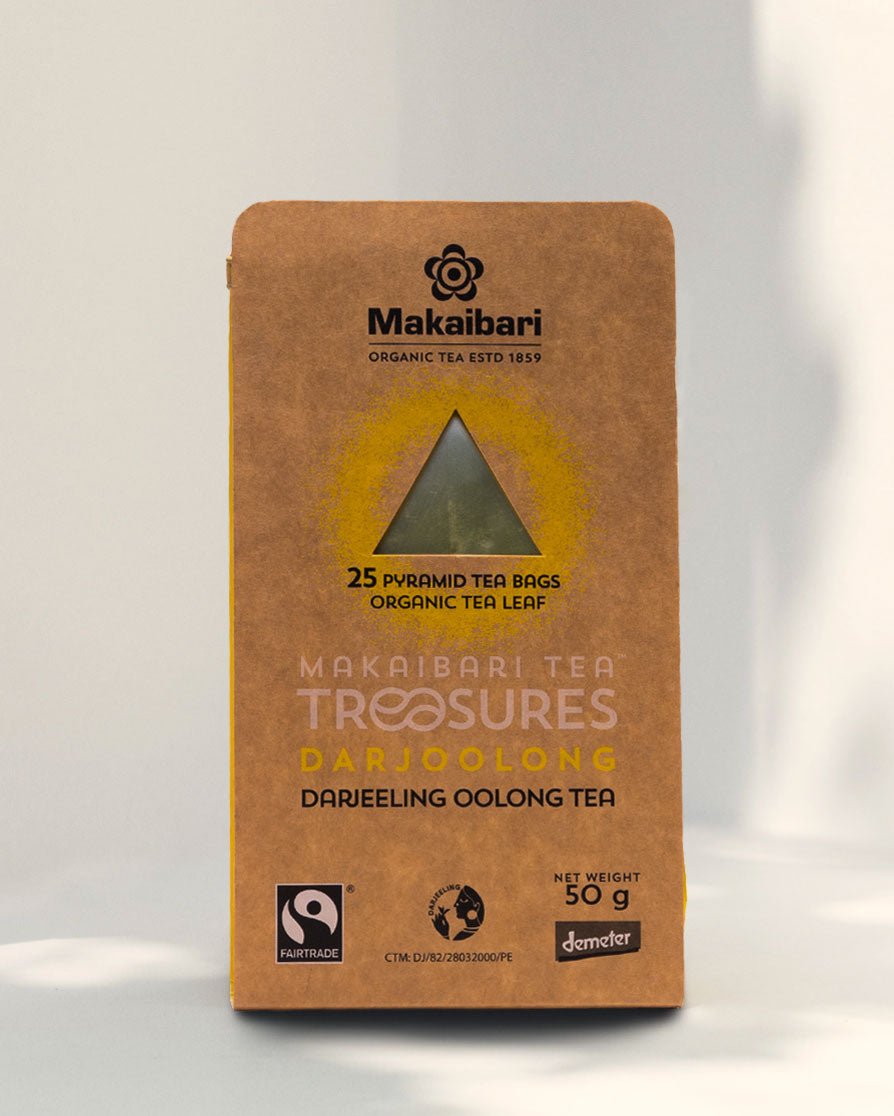 Makaibari
ORGANIC TEA ESTD 1859
25 PYRAMID TEA BAGS
ORGANIC TEA LEAF
MAKAIBARI TEA™
TREASURES
DARJOOLONG
DARJEELING OOLONG TEA
NET WEIGHT
50 g
FAIRTRADE
®
DARJEELING
CTM: DJ/82/28032000/PE
demeter